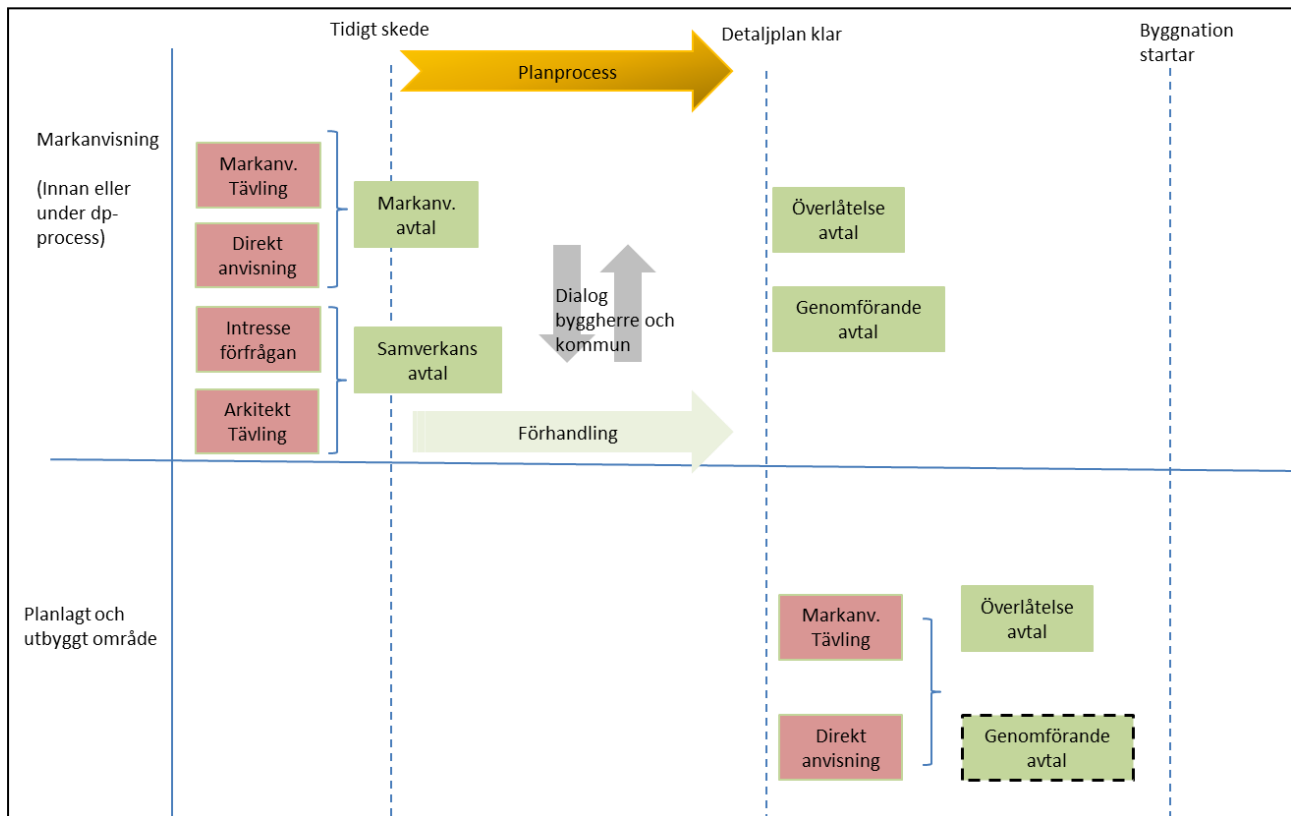 Tidigt skede
Detaljplan klar
Byggnation
startar
Planprocess
Markanvisning
(Innan eller
under dp-
process)
Markanv.
Tävling
Direkt
anvisning
Markanv.
avtal
Intresse
förfrågan
Arkitekt
Tävling
Samverkans
avtal
Dialog
byggherre och
kommun
Förhandling
Överlåtelse
avtal
Genomförande
avtal
Planlagt och
utbyggt område
Markanv.
Tävling
Direkt
anvisning
Överlåtelse
avtal
Genomförande
avtal